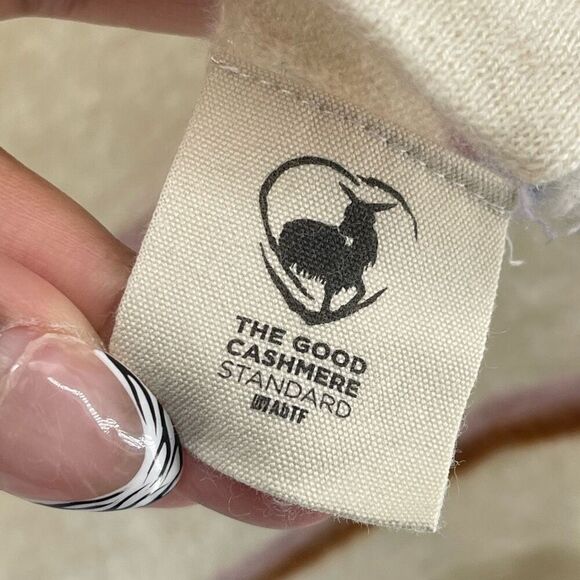 THE GOOD
CASHMERE
STANDARD
AbTF